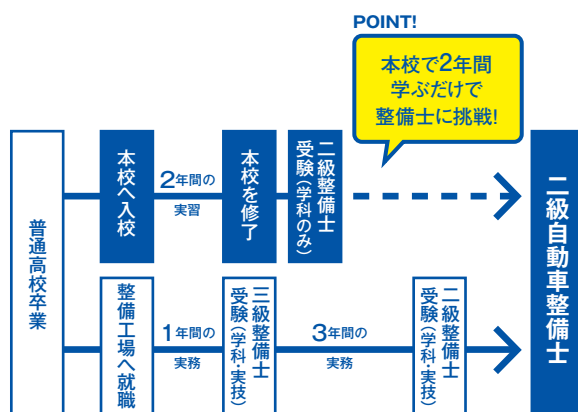 POINT!
本校で2年間
学ぶだけで
整備士に挑戦!
普通高校卒業
本校へ入校
2年間の
実習
本校を修了
二級整備士
受験(学科のみ)
二級自動車整備士
整備工場へ就職
1年間の
実務
三級整備士
受験(学科・実技)
3年間の
実務
二級整備士
受験(学科・実技)